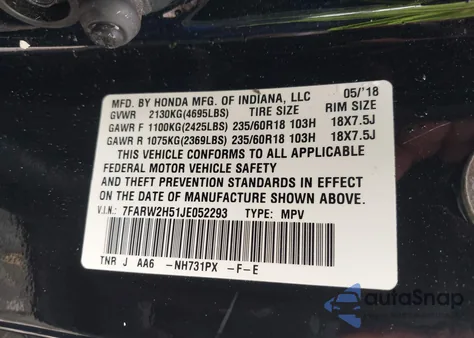 MFD. BY HONDA MFG. OF INDIANA, LLC 05/'18
GVWR 2130KG(4695LBS) TIRE SIZE RIM SIZE
GAWR F 1100KG(2425LBS) 235/60R18 103H 18X7.5J
GAWR R 1075KG(2369LBS) 235/60R18 103H 18X7.5J
THIS VEHICLE CONFORMS TO ALL APPLICABLE
FEDERAL MOTOR VEHICLE SAFETY
AND THEFT PREVENTION STANDARDS IN EFFECT
ON THE DATE OF MANUFACTURE SHOWN ABOVE.
V.I.N.: 7FARW2H51JE052293 TYPE: MPV
TNR J AA6 -NH731PX -F-E
autaSnap